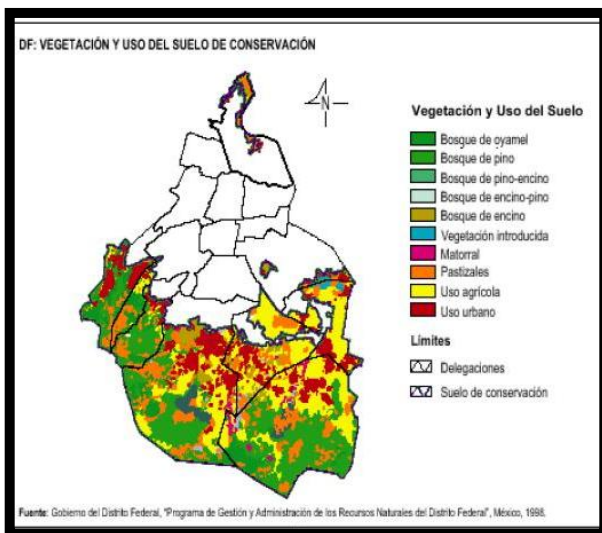 DF: VEGETACIÓN Y USO DEL SUELO DE CONSERVACIÓN
N
Vegetación y Uso del Suelo
Bosque de oyamel
Bosque de pino
Bosque de pino-encino
Bosque de encino-pino
Bosque de encino
Vegetación introducida
Matorral
Pastizales
Uso agrícola
Uso urbano
Límites
Delegaciones
Suelo de conservación
Fuente: Gobierno del Distrito Federal, "Programa de Gestión y Administración de los Recursos Naturales del Distrito Federal", México, 1998.